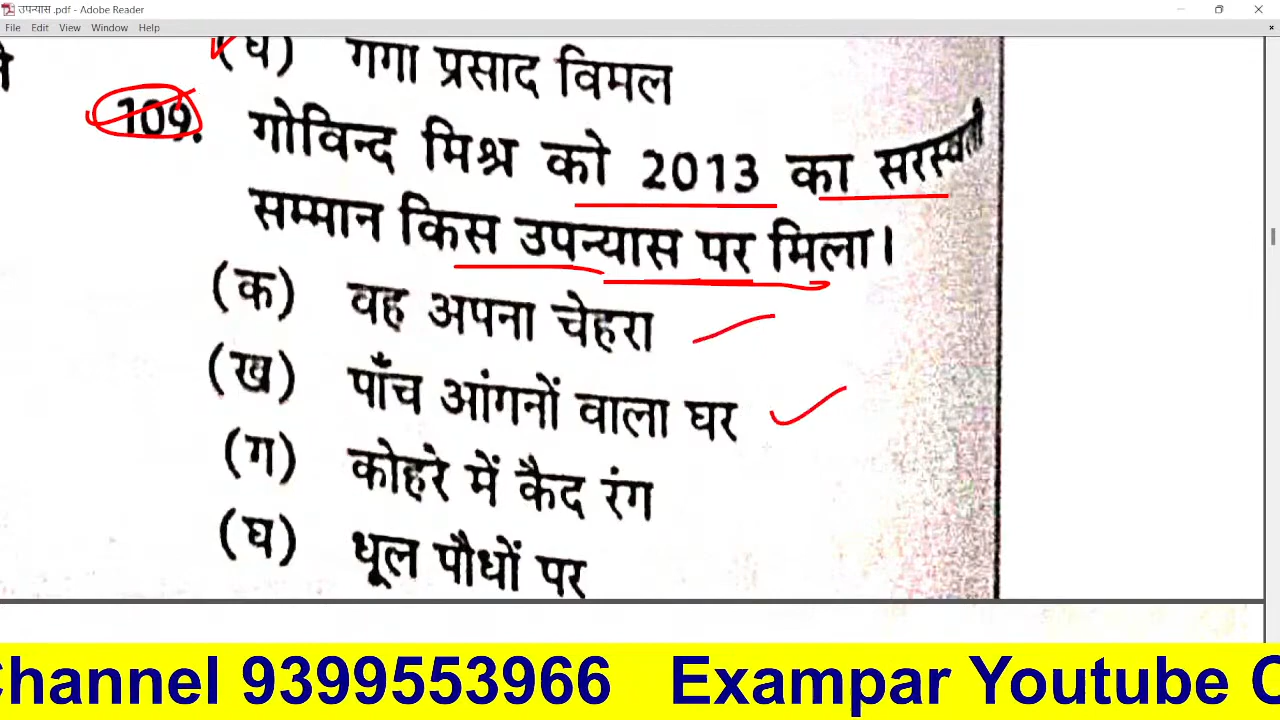 उपन्यास .pdf - Adobe Reader
File Edit View Window Help
(घ) गगा प्रसाद विमल
109. गोविन्द मिश्र को 2013 का सरस्वती
सम्मान किस उपन्यास पर मिला।
(क) वह अपना चेहरा
(ख) पाँच आंगनों वाला घर
(ग) कोहरे में कैद रंग
(घ) धूल पौधों पर
Channel 9399553966 Exampar Youtube C